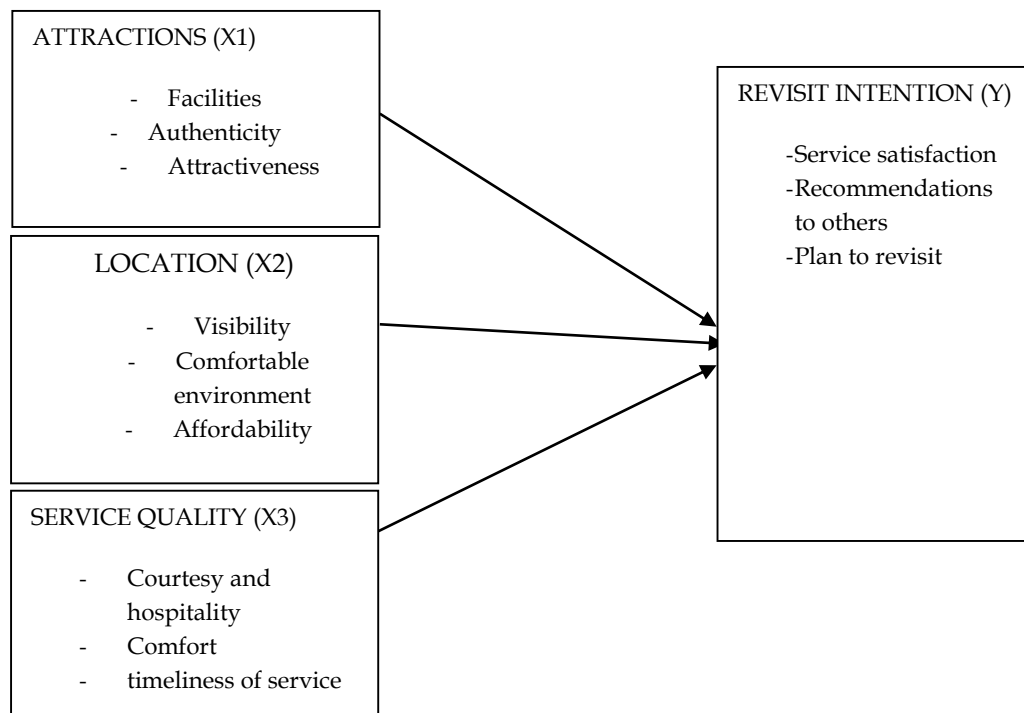 ATTRACTIONS (X1)
- Facilities
- Authenticity
- Attractiveness
LOCATION (X2)
- Visibility
- Comfortable
environment
- Affordability
SERVICE QUALITY (X3)
- Courtesy and
hospitality
- Comfort
- timeliness of service
REVISIT INTENTION (Y)
-Service satisfaction
-Recommendations
to others
-Plan to revisit